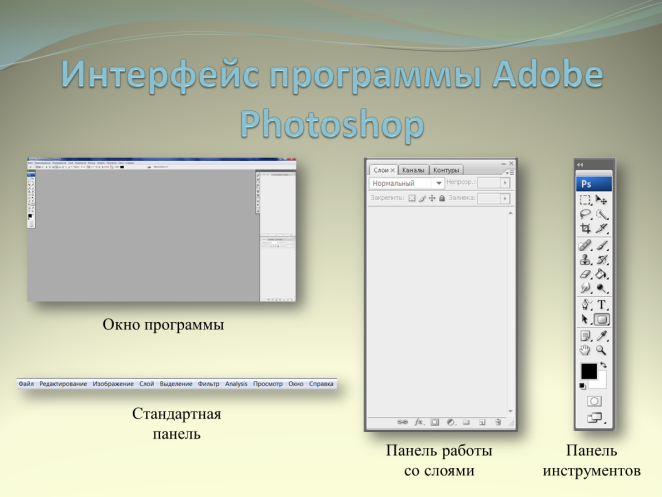 Интерфейс программы Adobe
Photoshop
Слои × Каналы Контуры
Нормальный Непрозр.:
Закрепить: Заливка:
Ps
T
Окно программы
Файл Редактирование Изображение Слой Выделение Фильтр Analysis Просмотр Окно Справка
Стандартная
панель
fx.
Панель работы
со слоями
Панель
инструментов